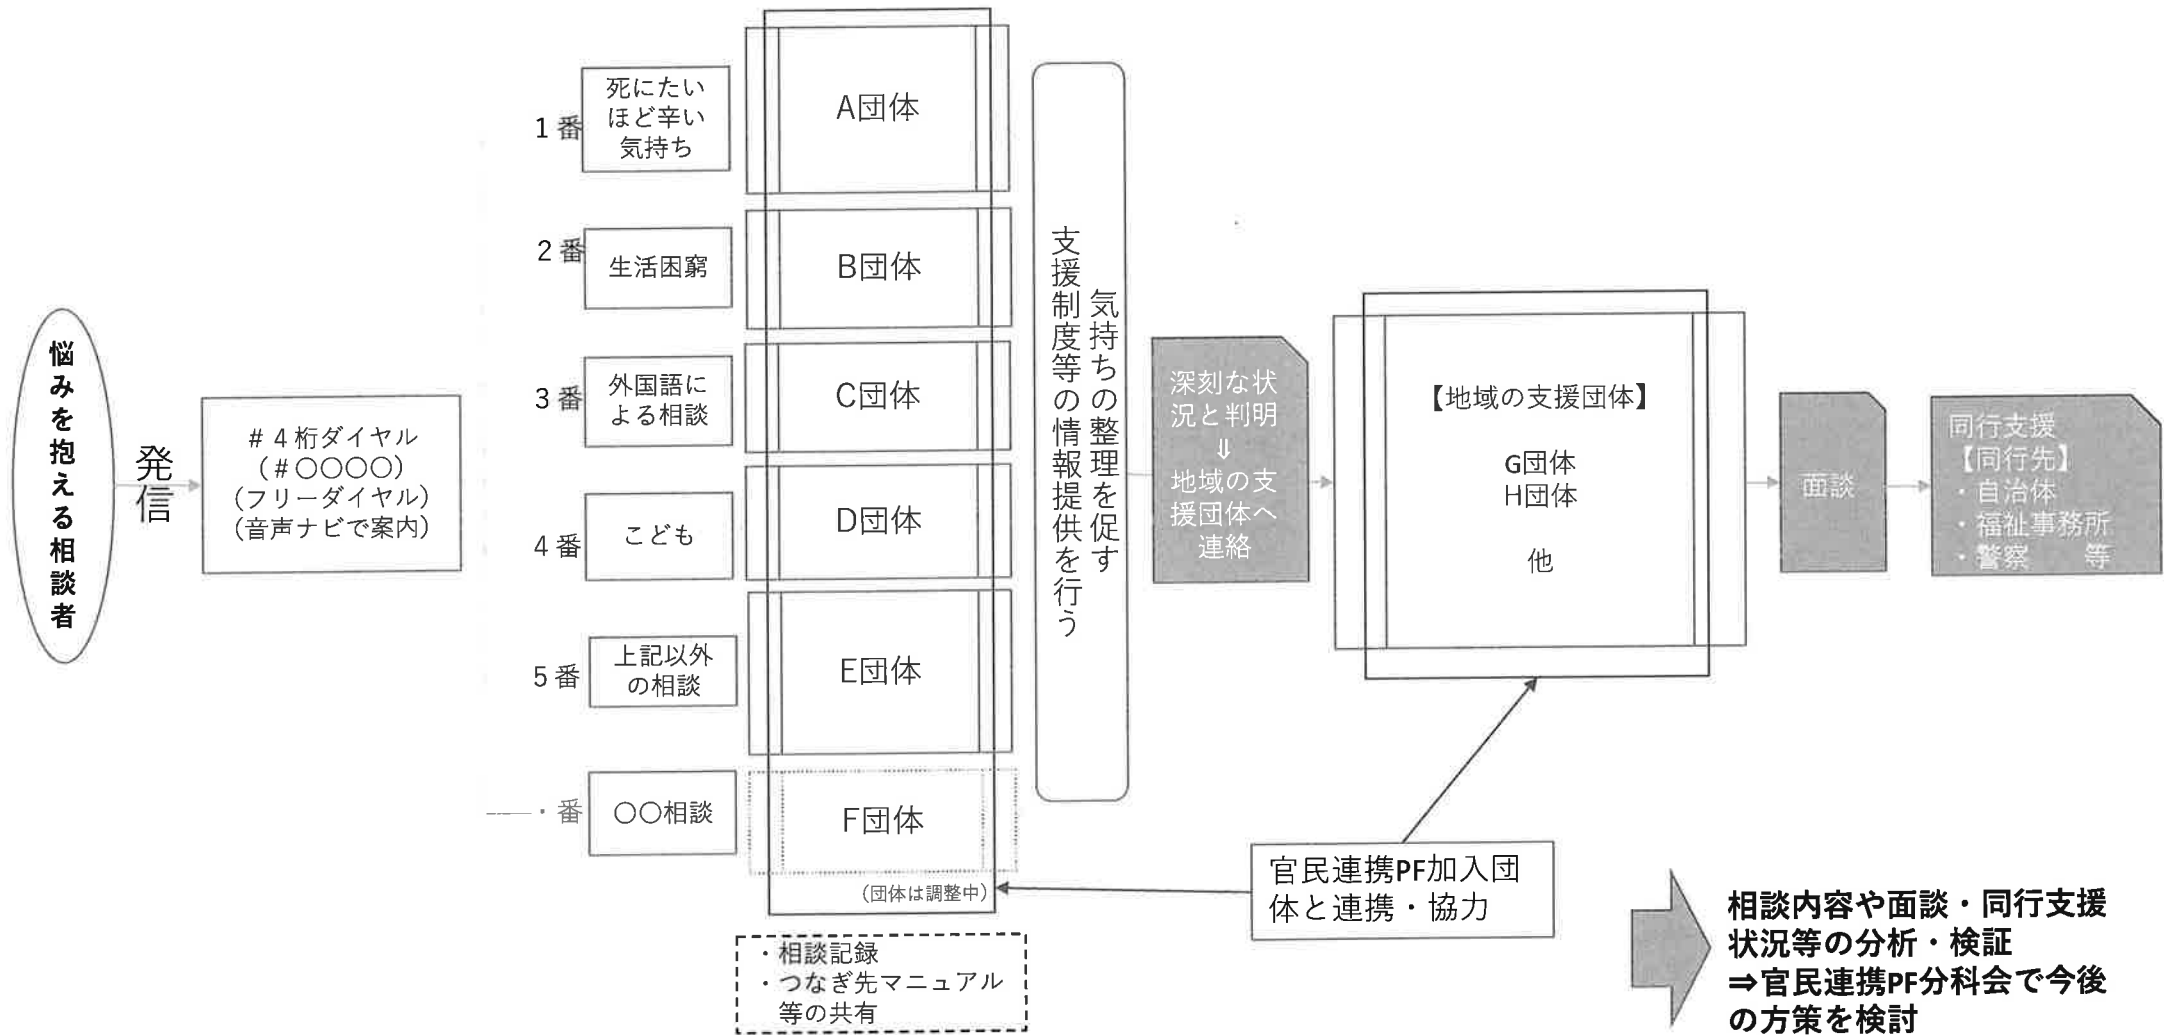 悩みを抱える相談者
発信
＃４桁ダイヤル
（＃〇〇〇〇）
（フリーダイヤル）
（音声ナビで案内）
１番
死にたい
ほど辛い
気持ち
A団体
２番
生活困窮
B団体
３番
外国語に
よる相談
C団体
４番
こども
D団体
５番
上記以外
の相談
E団体
・番
〇〇相談
F団体
（団体は調整中）
・相談記録
・つなぎ先マニュアル
等の共有
気持ちの整理を促す
支援制度等の情報提供を行う
深刻な状
況と判明
⇓
地域の支
援団体へ
連絡
【地域の支援団体】
G団体
H団体
他
面談
同行支援
【同行先】
・自治体
・福祉事務所
・警察　　等
官民連携PF加入団
体と連携・協力
相談内容や面談・同行支援
状況等の分析・検証
⇒官民連携PF分科会で今後
の方策を検討